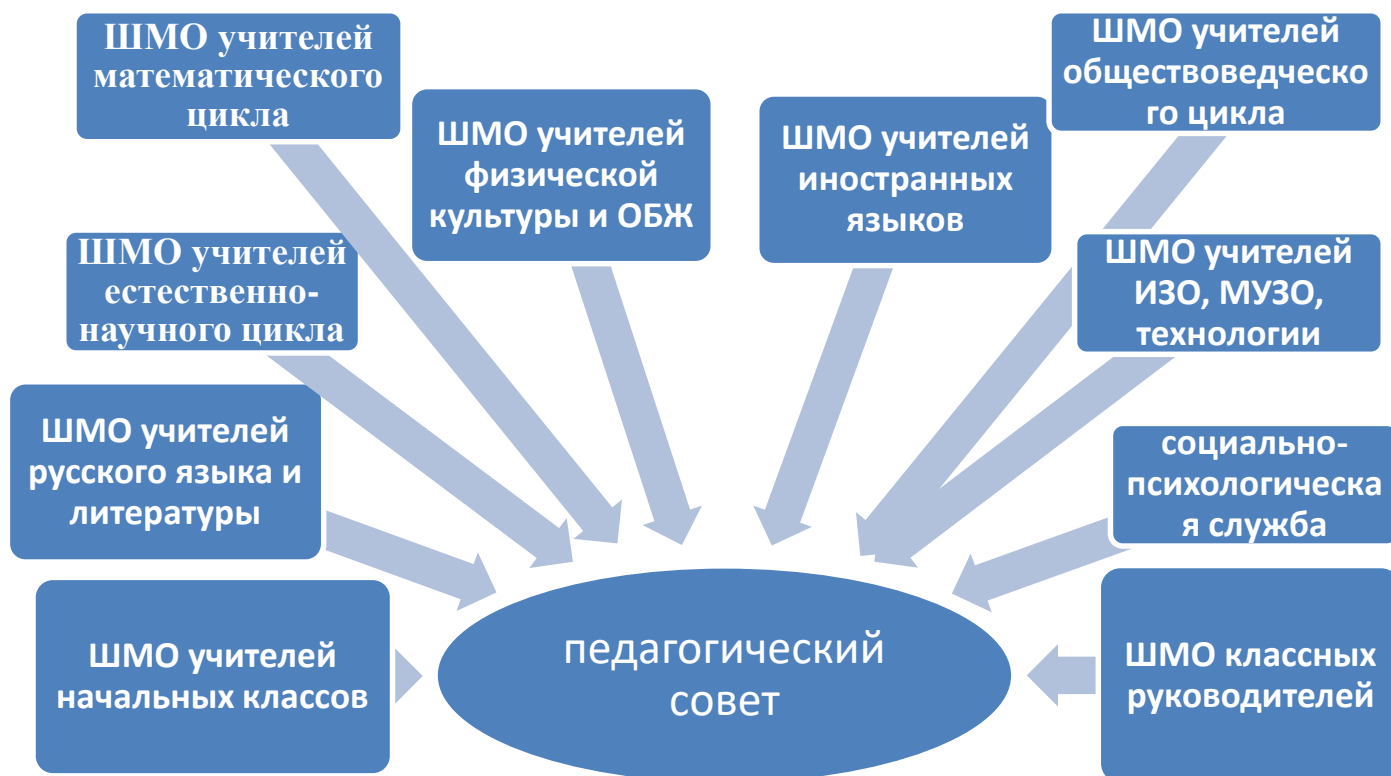 ШМО учителей
математического
цикла
ШМО учителей
физической
культуры и ОБЖ
ШМО учителей
иностранных
языков
ШМО учителей
обществоведческо
го цикла
ШМО учителей
естественно-
научного цикла
ШМО учителей
ИЗО, МУЗО,
технологии
ШМО учителей
русского языка и
литературы
социально-
психологическа
я служба
ШМО учителей
начальных классов
педагогический
совет
ШМО классных
руководителей